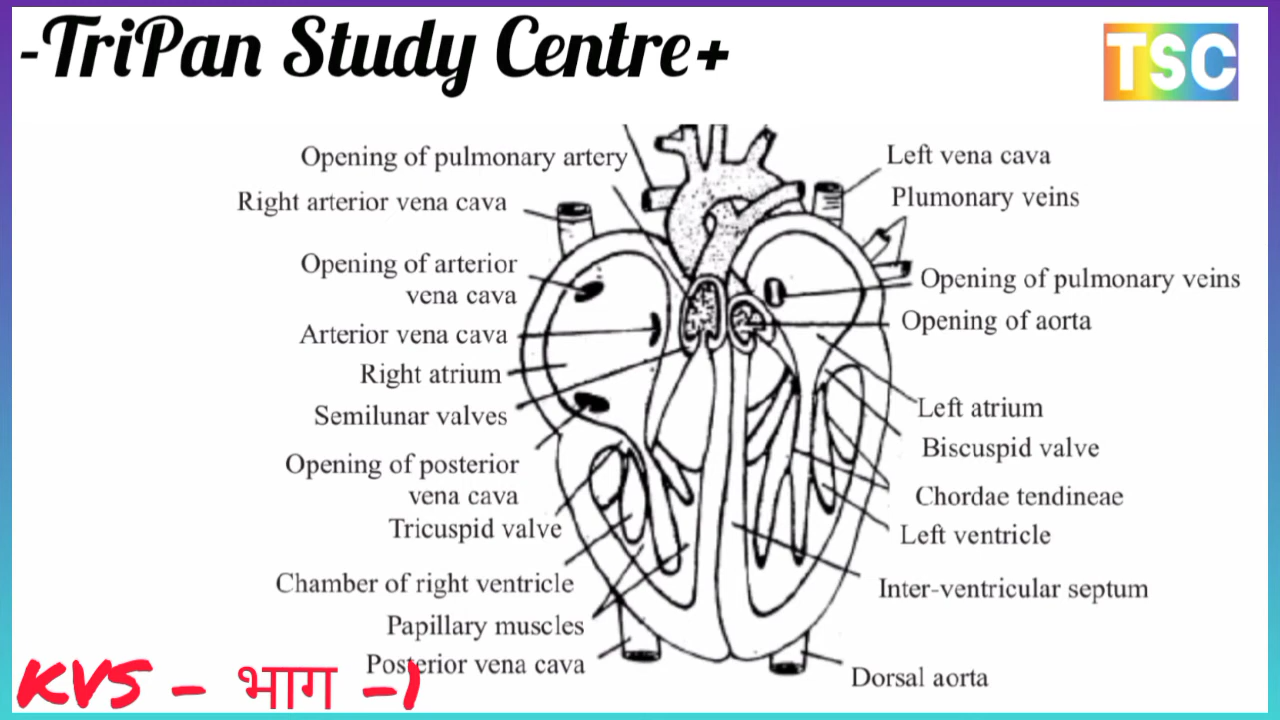 -TriPan Study Centre+
TSC
Opening of pulmonary artery
Right arterior vena cava
Opening of arterior
vena cava
Arterior vena cava
Right atrium
Semilunar valves
Opening of posterior
vena cava
Tricuspid valve
Chamber of right ventricle
Papillary muscles
Posterior vena cava
Left vena cava
Plumonary veins
Opening of pulmonary veins
Opening of aorta
Left atrium
Biscuspid valve
Chordae tendineae
Left ventricle
Inter-ventricular septum
Dorsal aorta
KVS - भाग -1